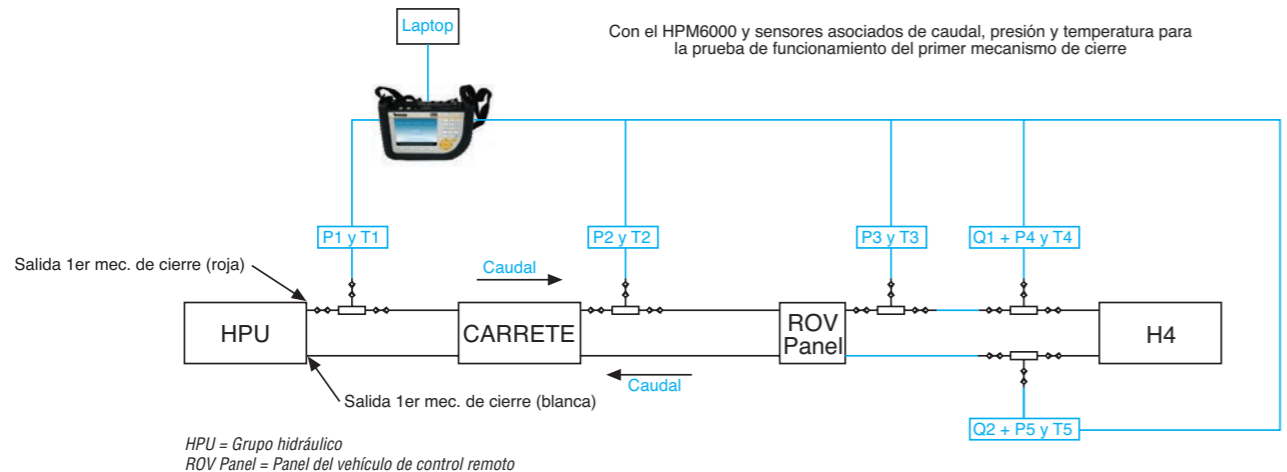 Laptop
Con el HPM6000 y sensores asociados de caudal, presión y temperatura para
la prueba de funcionamiento del primer mecanismo de cierre
P1 y T1
P2 y T2
P3 y T3
Q1 + P4 y T4
Salida 1er mec. de cierre (roja)
Caudal
HPU
CARRETE
ROV
Panel
H4
Caudal
Salida 1er mec. de cierre (blanca)
Q2 + P5 y T5
HPU = Grupo hidráulico
ROV Panel = Panel del vehículo de control remoto